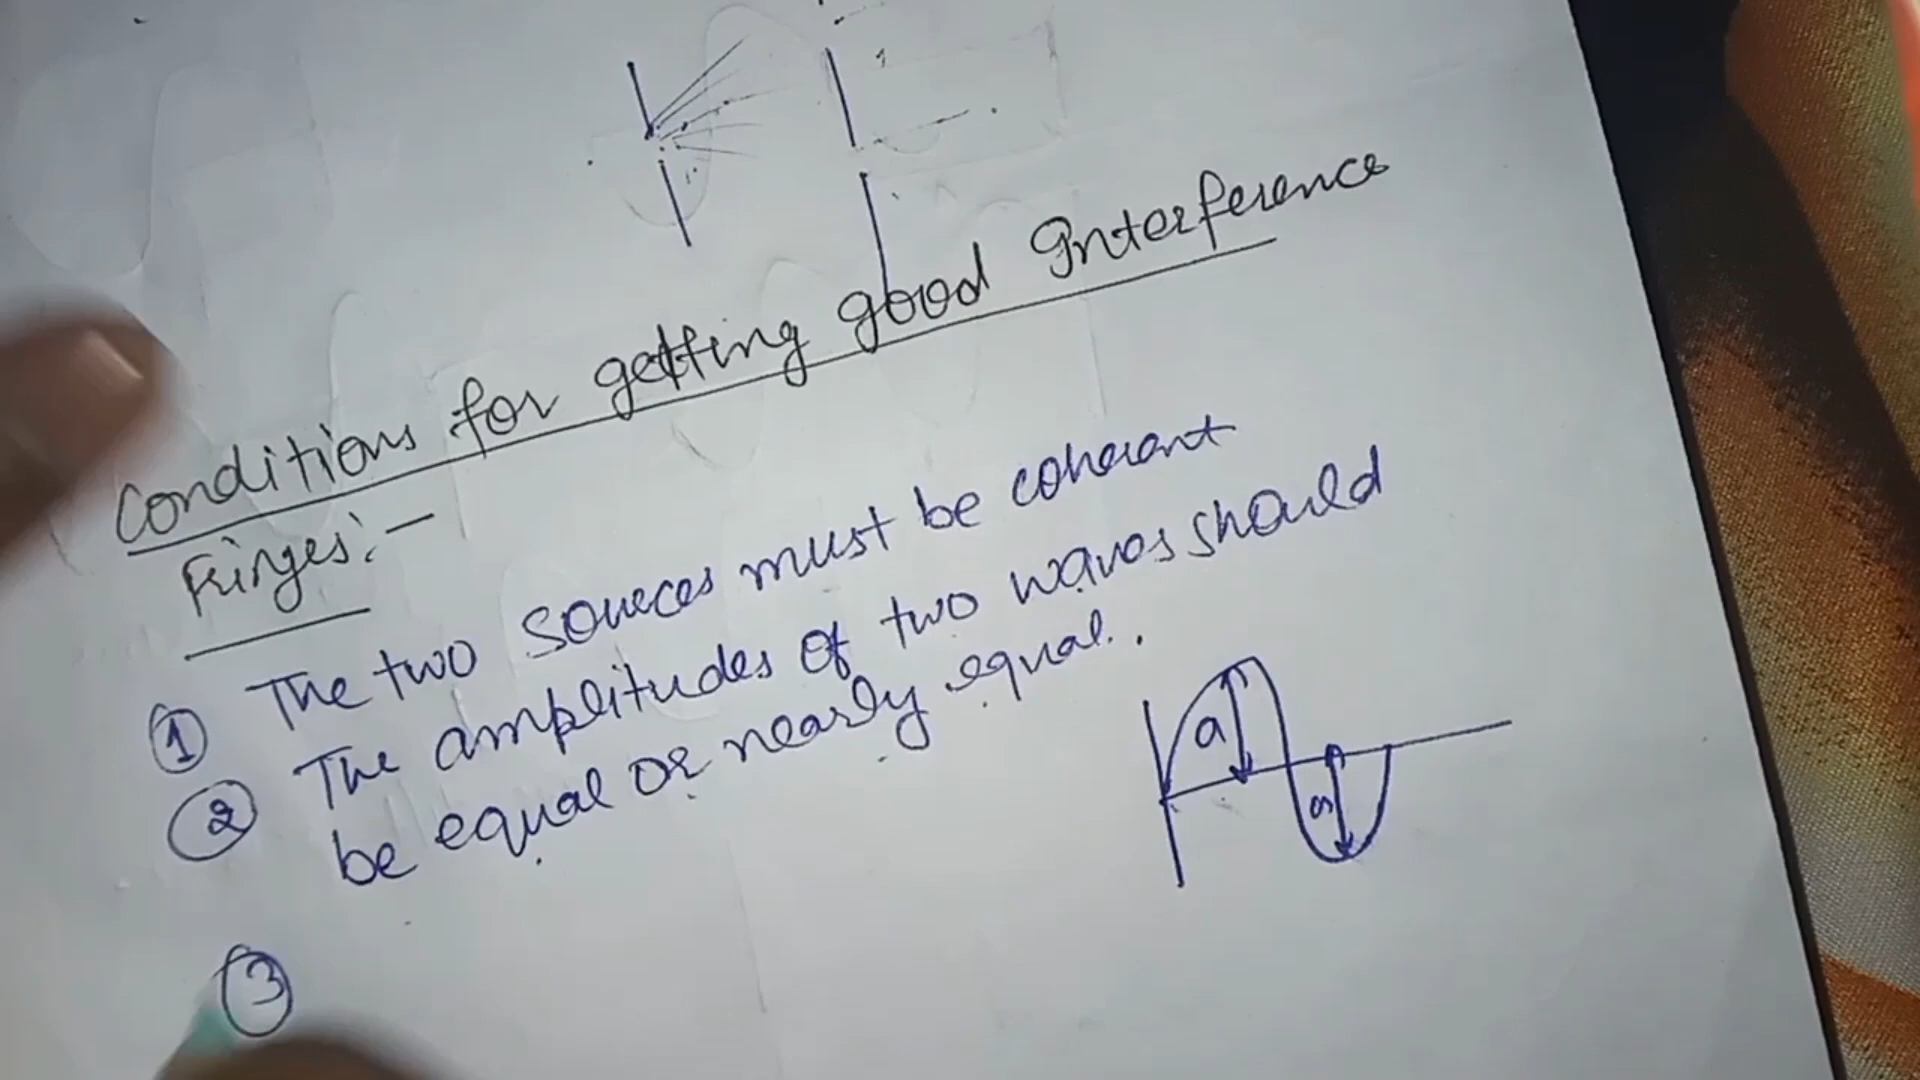 Conditions for getting good Interference
Fringes:-
① The two sources must be coherent
② The amplitudes of two waves should
be equal or nearly equal.
a
a
③